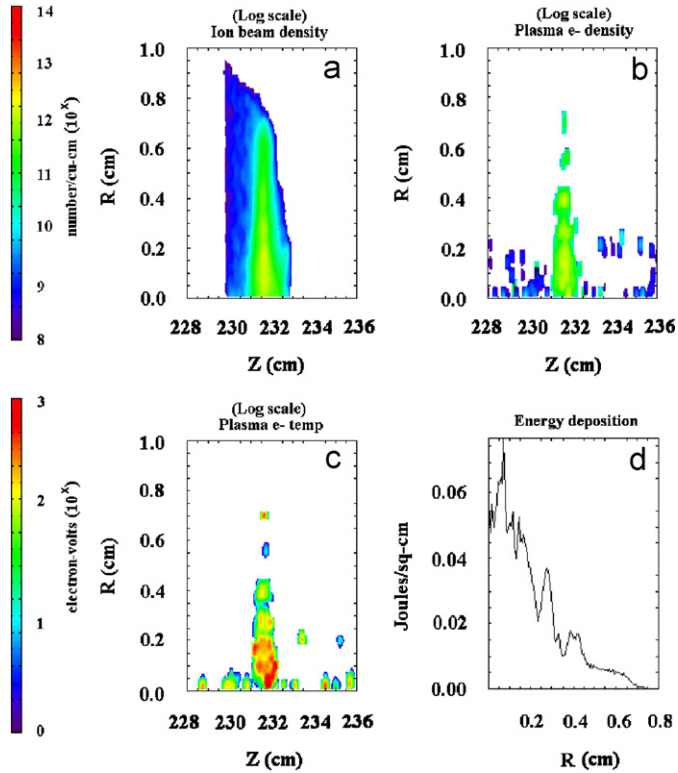 14
13
12
11
10
9
8
number/cu-cm (10^x)
(Log scale)
Ion beam density
a
1.0
0.8
0.6
0.4
0.2
0.0
R (cm)
228 230 232 234 236
Z (cm)
(Log scale)
Plasma e- density
b
1.0
0.8
0.6
0.4
0.2
0.0
R (cm)
228 230 232 234 236
Z (cm)
3
2
1
0
electron-volts (10^x)
(Log scale)
Plasma e- temp
c
1.0
0.8
0.6
0.4
0.2
0.0
R (cm)
228 230 232 234 236
Z (cm)
Energy deposition
d
0.06
0.04
0.02
0.00
Joules/sq-cm
0.2 0.4 0.6 0.8
R (cm)